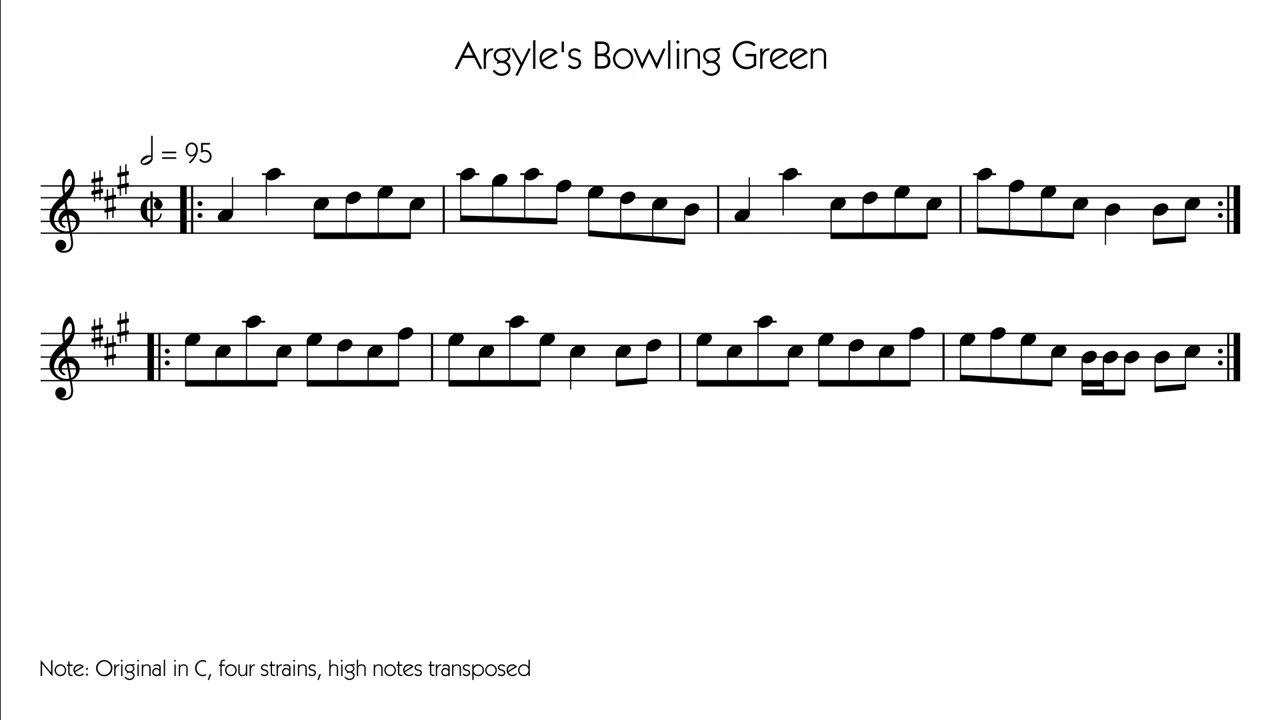 Argyle's Bowling Green
= 95
Note: Original in C, four strains, high notes transposed